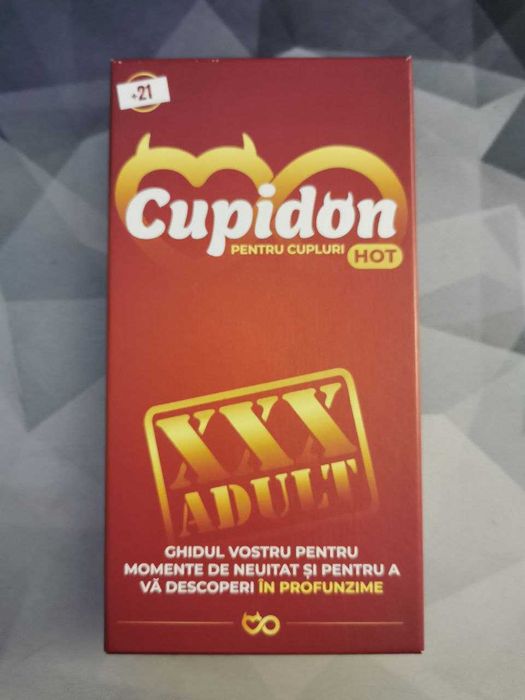 +21
Cupidon
PENTRU CUPLURI
HOT
XXX
ADULT
GHIDUL VOSTRU PENTRU
MOMENTE DE NEUITAT ȘI PENTRU A
VĂ DESCOPERI ÎN PROFUNZIME